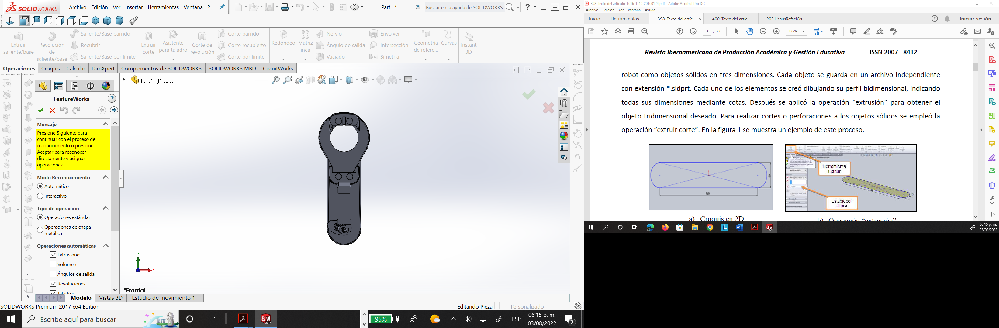 SOLIDWORKS
Archivo Edición Ver Insertar Herramientas Ventana ?
Part1 *
Buscar en la ayuda de SOLIDWORKS
Extruir saliente/base
Revolución de saliente/base
Saliente/Base barrido
Recubrir
Saliente/Base por límite
Extruir corte
Asistente para taladro
Corte de revolución
Corte barrido
Corte recubierto
Corte por límite
Redondeo
Matriz lineal
Nervio
Ángulo de salida
Vaciado
Envolver
Intersección
Simetría
Geometría de refere...
Curvas
Instant 3D
Operaciones Croquis Calcular DimXpert Complementos de SOLIDWORKS SOLIDWORKS MBD CircuitWorks
Part1 (Predet...
FeatureWorks
Mensaje
Presione Siguiente para
continuar con el proceso de
reconocimiento o presione
Aceptar para reconocer
directamente y asignar
operaciones.
Modo Reconocimiento
Automático
Interactivo
Tipo de operación
Operaciones estándar
Operaciones de chapa
metálica
Operaciones automáticas
Extrusiones
Volumen
Ángulos de salida
Revoluciones
Taladros
Y
X
*Frontal
Modelo Vistas 3D Estudio de movimiento 1
SOLIDWORKS Premium 2017 x64 Edition
Editando Pieza
Personalizado
Escribe aquí para buscar
95%
ESP
06:15 p. m.
03/08/2022
2
398-Texto del artículo-1616-1-10-20160124.pdf - Adobe Acrobat Pro DC
Archivo Edición Ver Ventana Ayuda
Inicio Herramientas 398-Texto del artíc... × 400-Texto del artíc... 2021JesusRafaelOs... Iniciar sesión
3 / 23
135%
Revista Iberoamericana de Producción Académica y Gestión Educativa ISSN 2007 - 8412
robot como objetos sólidos en tres dimensiones. Cada objeto se guarda en un archivo independiente
con extensión *.sldprt. Cada uno de los elementos se creó dibujando su perfil bidimensional, indicando
todas sus dimensiones mediante cotas. Después se aplicó la operación “extrusión” para obtener el
objeto tridimensional deseado. Para realizar cortes o perforaciones a los objetos sólidos se empleó la
operación “extruir corte”. En la figura 1 se muestra un ejemplo de este proceso.
160
Herramienta
Extruir
Establecer
altura
a) Croquis en 2D
b) Operación “extrusión”
06:15 p. m.
03/08/2022